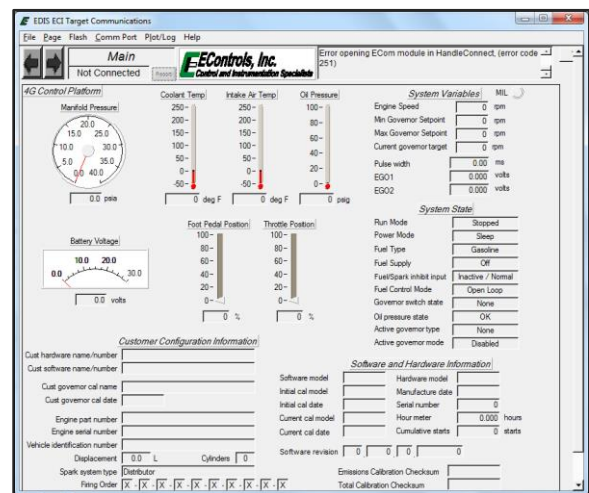 EDIS ECI Target Communications
File Page Flash Comm Port Plot/Log Help
Main
Not Connected
EControls, Inc.
Control and Instrumentation Specialists
Error opening ECom module in HandleConnect, (error code
251)
4G Control Platform
Manifold Pressure
20.0
15.0 25.0
10.0 30.0
5.0 35.0
0.0 40.0
0.0 psia
Coolant Temp
250-
200-
150-
100-
50-
0-
-50-
0 deg F
Intake Air Temp
250-
200-
150-
100-
50-
0-
-50-
0 deg F
Oil Pressure
100-
80-
60-
40-
20-
0-
0 psig
Battery Voltage
10.0 20.0
0.0 30.0
0.0 volts
Foot Pedal Position
100-
80-
60-
40-
20-
0-
0 %
Throttle Position
100-
80-
60-
40-
20-
0-
0 %
System Variables MIL
Engine Speed 0 rpm
Min Governor Setpoint 0 rpm
Max Governor Setpoint 0 rpm
Current governor target 0 rpm
Pulse width 0.00 ms
EGO1 0.000 volts
EGO2 0.000 volts
System State
Run Mode Stopped
Power Mode Sleep
Fuel Type Gasoline
Fuel Supply Off
Fuel/Spark inhibit input Inactive / Normal
Fuel Control Mode Open Loop
Governor switch state None
Oil pressure state OK
Active governor type None
Active governor mode Disabled
Customer Configuration Information
Cust hardware name/number
Cust software name/number
Cust governor cal name
Cust governor cal date
Engine part number
Engine serial number
Vehicle identification number
Displacement 0.0 L Cylinders 0
Spark system type Distributor
Firing Order X - X - X - X - X - X - X - X
Software and Hardware Information
Software model Hardware model
Initial cal model Manufacture date
Initial cal date Serial number 0
Current cal model Hour meter 0.000 hours
Current cal date Cumulative starts 0 starts
Software revision 0 0 0 0
Emissions Calibration Checksum
Total Calibration Checksum